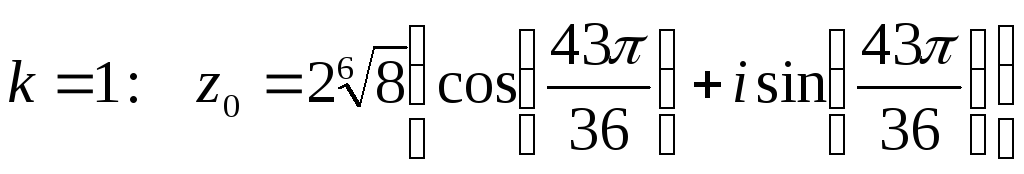 k = 1:   z₀ = 2⁶√8 [cos[43π/36] + i sin[43π/36]]